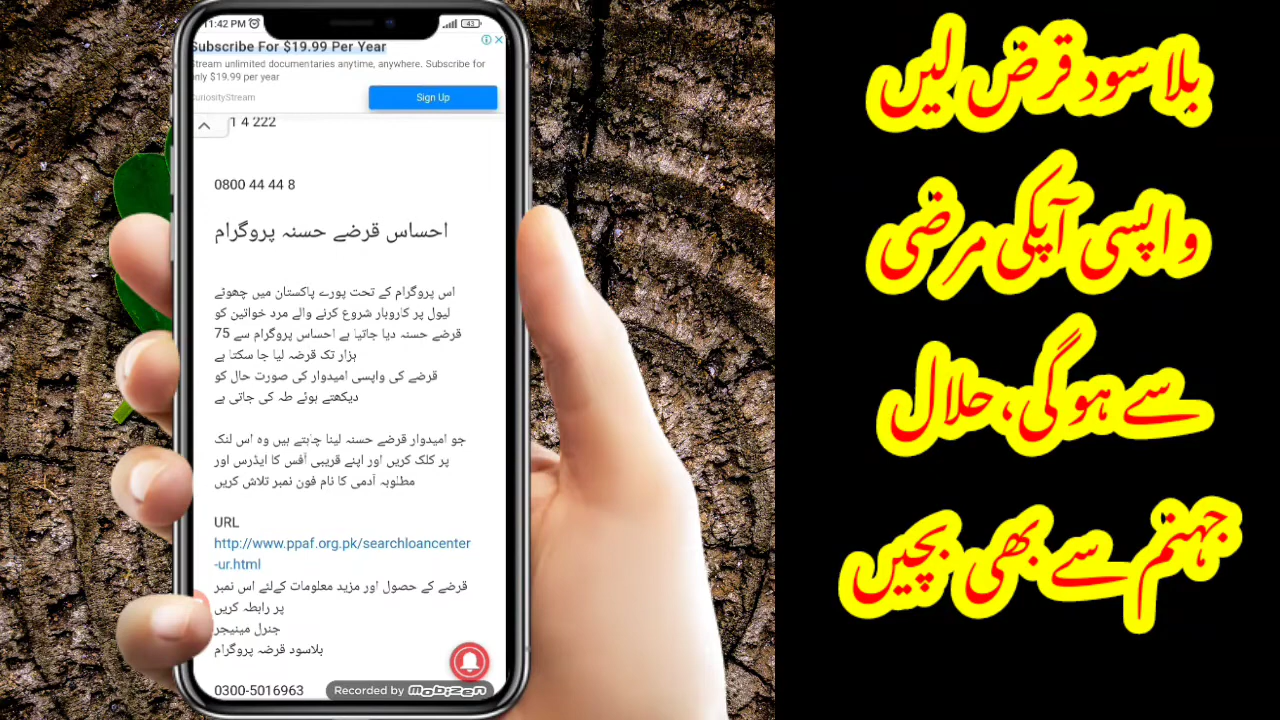 11:42 PM
43
Subscribe For $19.99 Per Year
Stream unlimited documentaries anytime, anywhere. Subscribe for
only $19.99 per year
CuriosityStream
Sign Up
1 4 222
0800 44 44 8
احساس قرضے حسنہ پروگرام
اس پروگرام کے تحت پورے پاکستان میں چھوٹے
لیول پر کاروبار شروع کرنے والے مرد خواتین کو
قرضے حسنہ دیا جاتیا ہے احساس پروگرام سے 75
ہزار تک قرضہ لیا جا سکتا ہے
قرضے کی واپسی امیدوار کی صورت حال کو
دیکھتے ہوئے طہ کی جاتی ہے
جو امیدوار قرضے حسنہ لینا چاہتے ہیں وہ اس لنک
پر کلک کریں اور اپنے قریبی آفس کا ایڈرس اور
مطلوبہ آدمی کا نام فون نمبر تلاش کریں
URL
http://www.ppaf.org.pk/searchloancenter
-ur.html
قرضے کے حصول اور مزید معلومات کےلئے اس نمبر
پر رابطہ کریں
جنرل مینیجر
بلاسود قرضہ پروگرام
0300-5016963
Recorded by Mobizen
بلا سود قرض لیں
واپسی آپکی مرضی
سے ہوگی، حلال
جہنم سے بھی بچیں